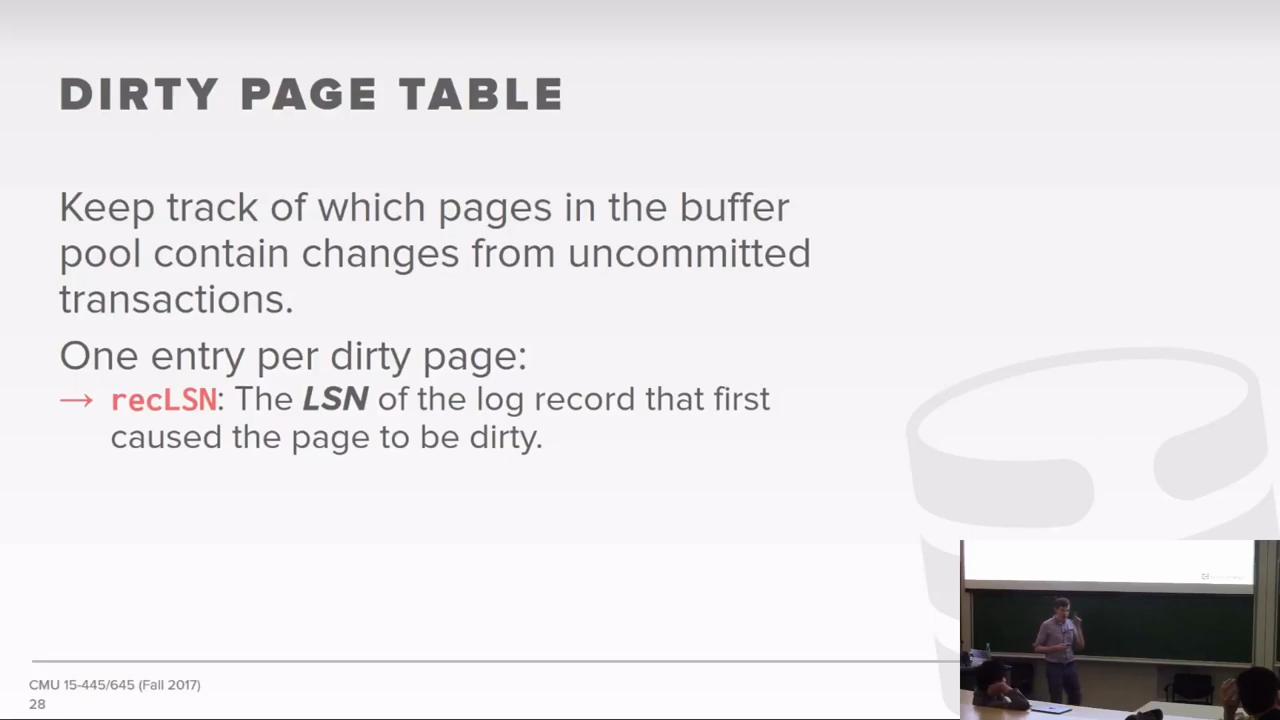 DIRTY PAGE TABLE
Keep track of which pages in the buffer
pool contain changes from uncommitted
transactions.
One entry per dirty page:
→ recLSN: The LSN of the log record that first
caused the page to be dirty.
CMU 15-445/645 (Fall 2017)
28